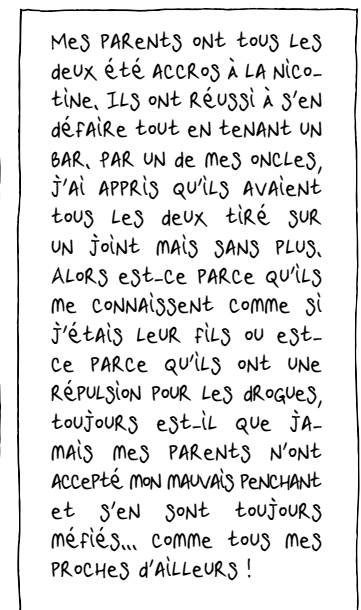 Mes parents ont tous les
deux été accros à la nico-
tine. Ils ont réussi à s'en
défaire tout en tenant un
bar. Par un de mes oncles,
j'ai appris qu'ils avaient
tous les deux tiré sur
un joint mais sans plus.
Alors est-ce parce qu'ils
me connaissent comme si
j'étais leur fils ou est-
ce parce qu'ils ont une
répulsion pour les drogues,
toujours est-il que ja-
mais mes parents n'ont
accepté mon mauvais penchant
et s'en sont toujours
méfiés... comme tous mes
proches d'ailleurs !